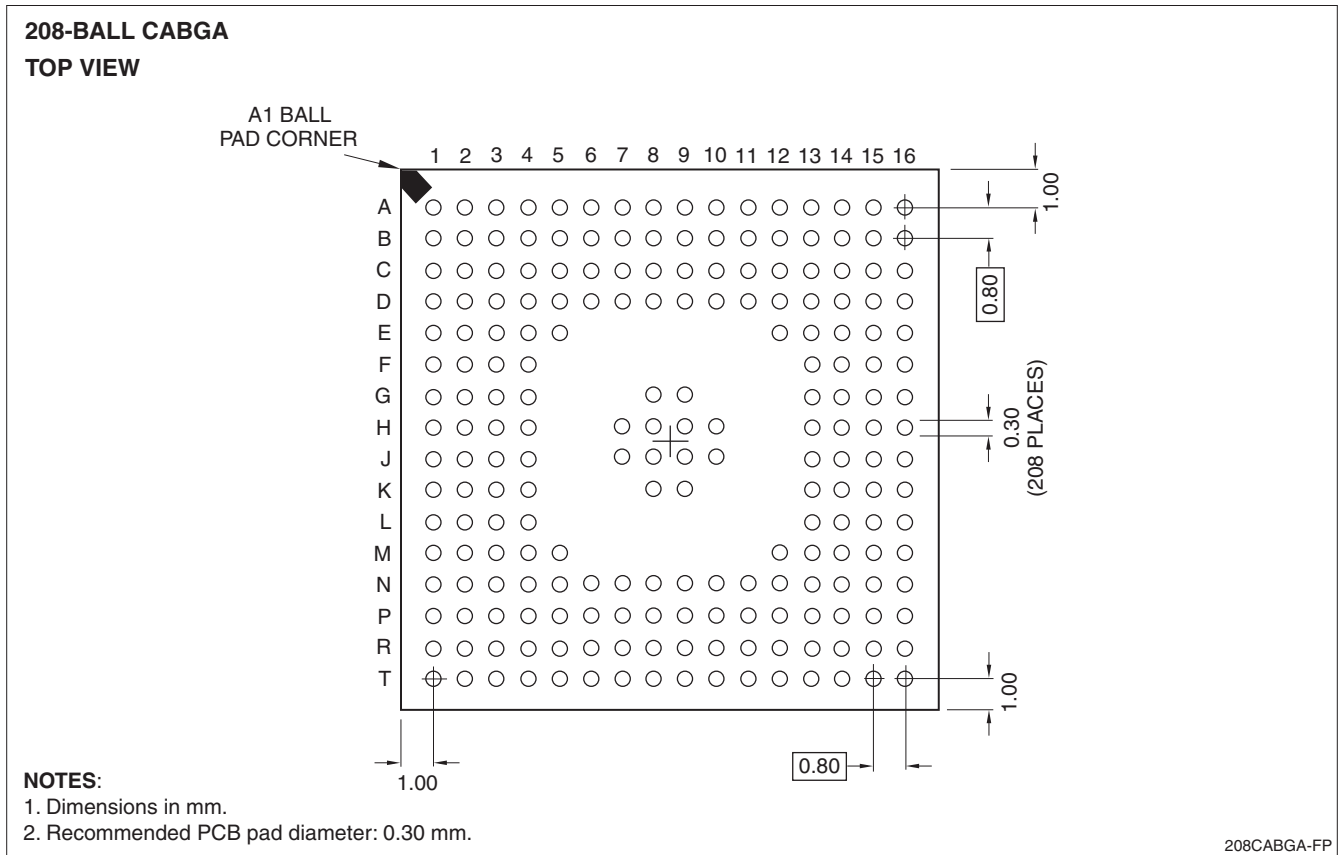 208-BALL CABGA
TOP VIEW
A1 BALL
PAD CORNER
1 2 3 4 5 6 7 8 9 10 11 12 13 14 15 16
A
B
C
D
E
F
G
H
J
K
L
M
N
P
R
T
1.00
0.80
0.30
(208 PLACES)
1.00
0.80
1.00
NOTES:
1. Dimensions in mm.
2. Recommended PCB pad diameter: 0.30 mm.
208CABGA-FP